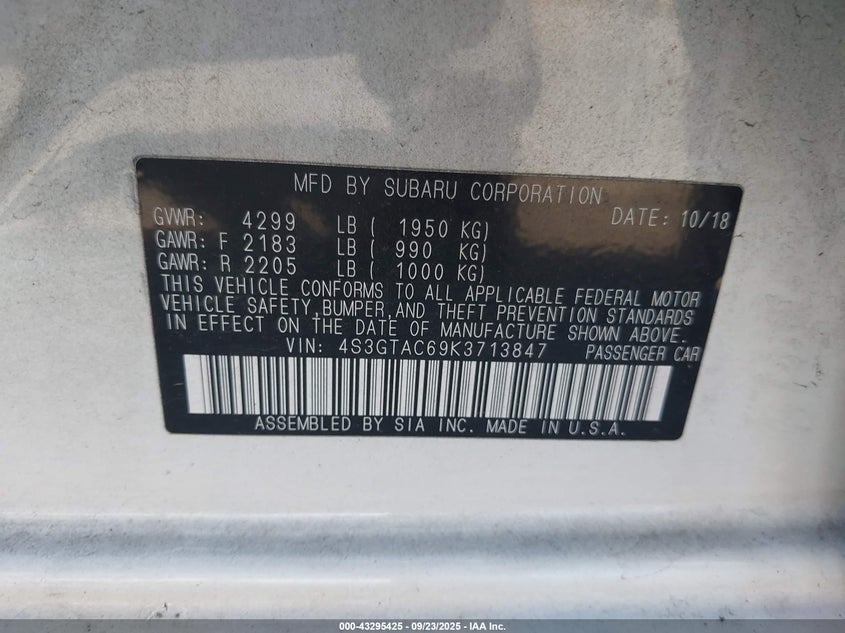 MFD BY SUBARU CORPORATION
GVWR: 4299 LB ( 1950 KG) DATE: 10/18
GAWR: F 2183 LB ( 990 KG)
GAWR: R 2205 LB ( 1000 KG)
THIS VEHICLE CONFORMS TO ALL APPLICABLE FEDERAL MOTOR
VEHICLE SAFETY,BUMPER,AND THEFT PREVENTION STANDARDS
IN EFFECT ON THE DATE OF MANUFACTURE SHOWN ABOVE.
VIN: 4S3GTAC69K3713847 PASSENGER CAR
ASSEMBLED BY SIA INC. MADE IN U.S.A.
000-43295425 - 09/23/2025 - IAA Inc.